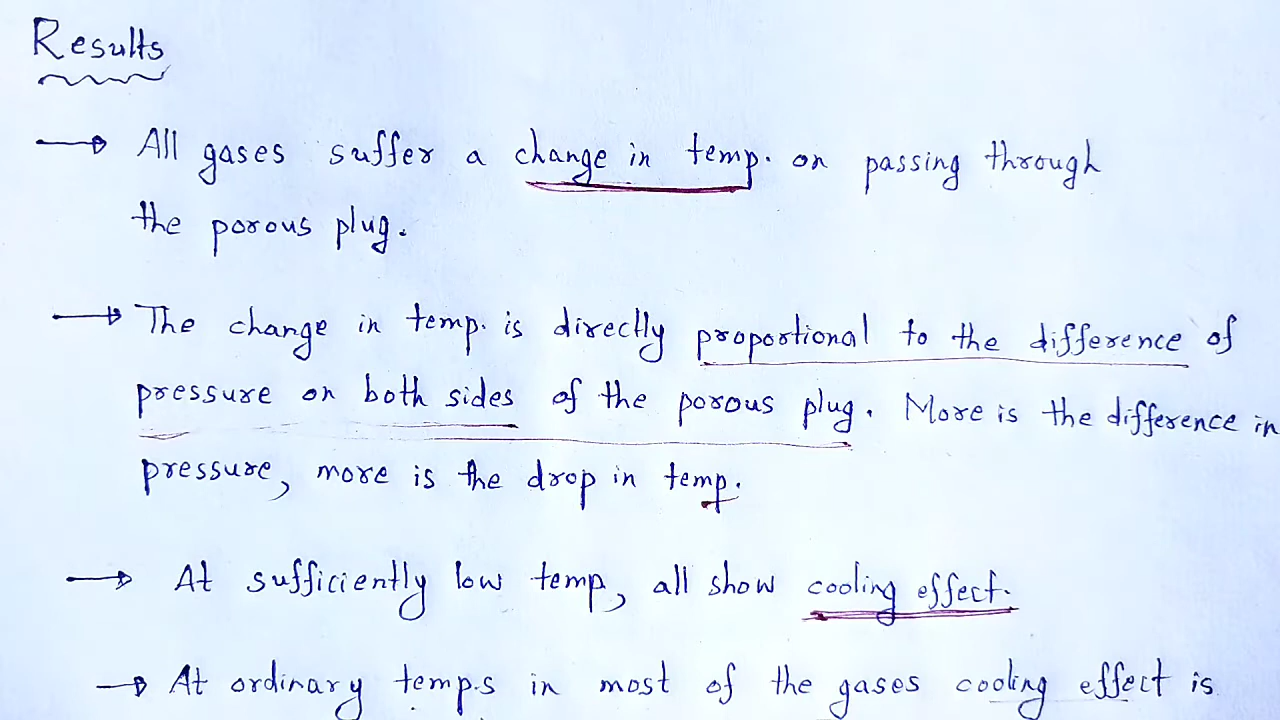 Results
→ All gases suffer a change in temp. on passing through
the porous plug.
→ The change in temp. is directly proportional to the difference of
pressure on both sides of the porous plug. More is the difference in
pressure, more is the drop in temp.
→ At sufficiently low temp, all show cooling effect.
→ At ordinary temp.s in most of the gases cooling effect is